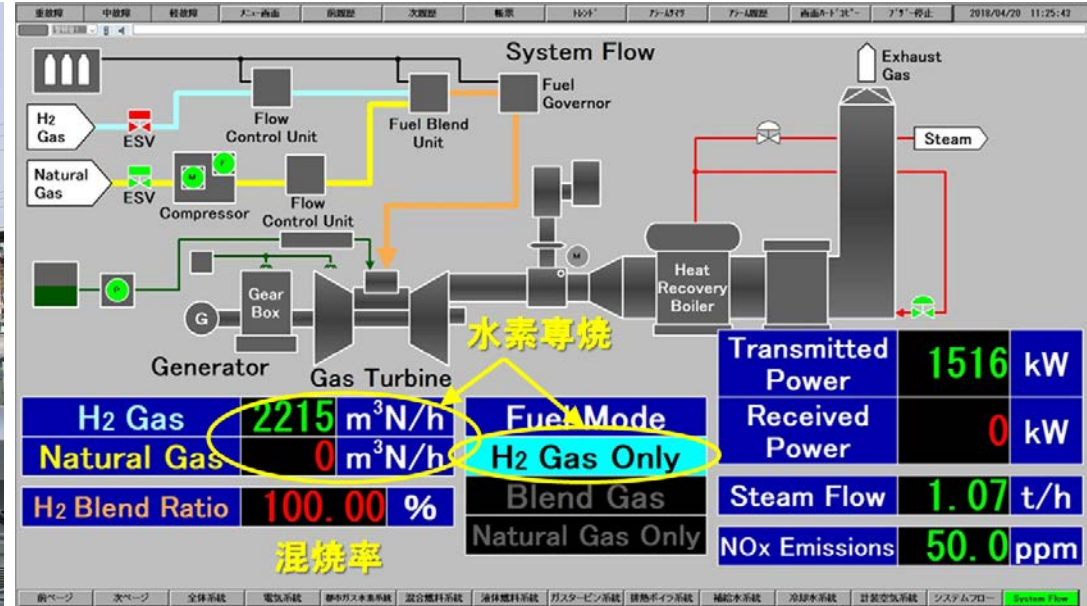 重故障 中故障 軽故障 メニュー画面 前履歴 次履歴 帳票 トレンド アラームサマリ アラーム履歴 画面ハードコピー ブザー停止 2018/04/20 11:25:43
System Flow
Exhaust
Gas
Fuel
Governor
H2
Gas
ESV
Flow
Control Unit
Fuel Blend
Unit
Steam
Natural
Gas
ESV
M
P
Compressor
Flow
Control Unit
M
Heat
Recovery
Boiler
P
Gear
Box
G
Generator
Gas Turbine
水素専焼
Transmitted
Power
1516 kW
H2 Gas 2215 m³N/h
Natural Gas 0 m³N/h
H2 Blend Ratio 100.00 %
混焼率
Fuel Mode
H2 Gas Only
Blend Gas
Natural Gas Only
Received
Power
0 kW
Steam Flow 1.07 t/h
NOx Emissions 50.0 ppm
前ページ 次ページ 全体系統 電気系統 都市ガス水素系統 混合燃料系統 液体燃料系統 ガスタービン系統 排熱ボイラ系統 補給水系統 冷却水系統 計装空気系統 システムフロー System Flow